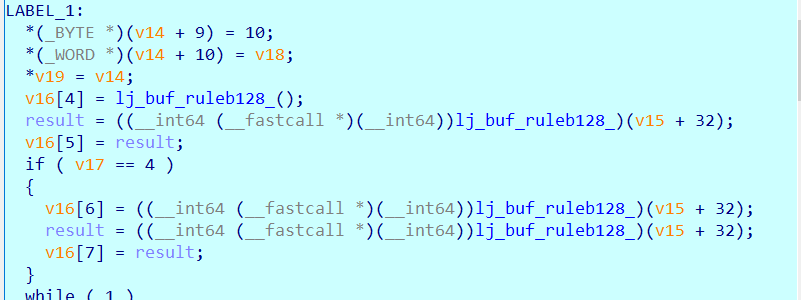 LABEL_1:
*(_BYTE *)(v14 + 9) = 10;
*(_WORD *)(v14 + 10) = v18;
*v19 = v14;
v16[4] = lj_buf_ruleb128_();
result = ((__int64 (__fastcall *)(__int64))lj_buf_ruleb128_)(v15 + 32);
v16[5] = result;
if ( v17 == 4 )
{
v16[6] = ((__int64 (__fastcall *)(__int64))lj_buf_ruleb128_)(v15 + 32);
result = ((__int64 (__fastcall *)(__int64))lj_buf_ruleb128_)(v15 + 32);
v16[7] = result;
}
while ( 1 )